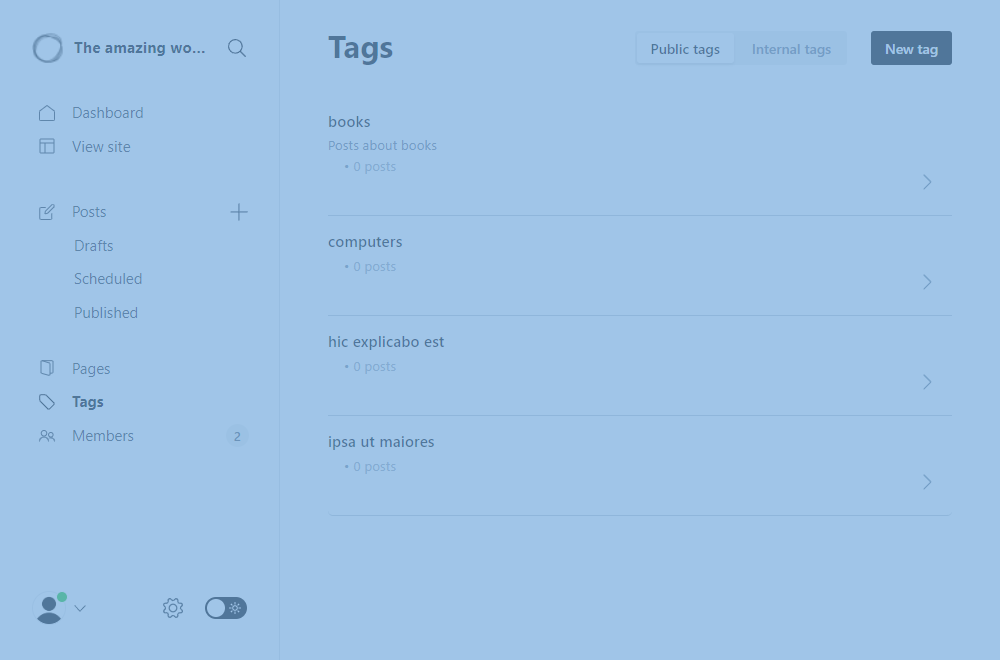 The amazing wo...
Dashboard
View site
Posts
Drafts
Scheduled
Published
Pages
Tags
Members
2
Tags
Public tags
Internal tags
New tag
books
Posts about books
• 0 posts
computers
• 0 posts
hic explicabo est
• 0 posts
ipsa ut maiores
• 0 posts